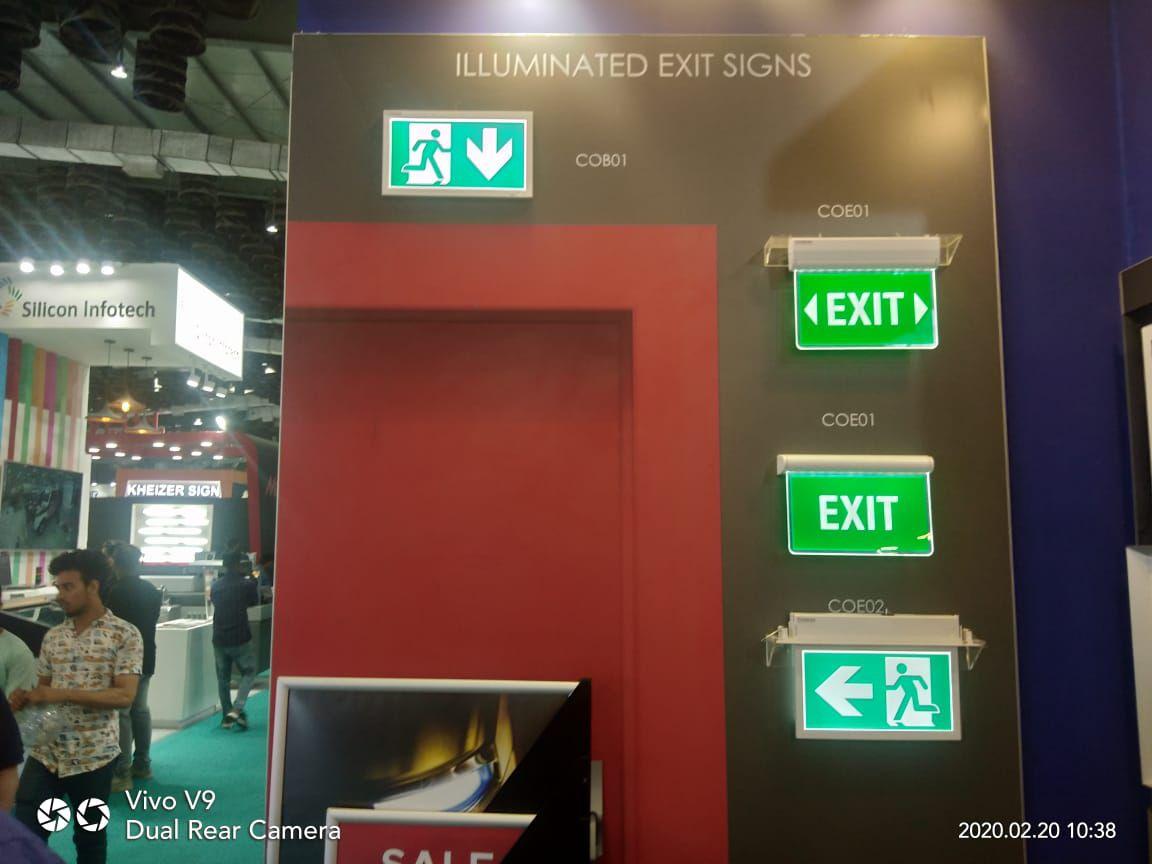 ILLUMINATED EXIT SIGNS
COB01
COE01
EXIT
COE01
EXIT
COE02
Silicon Infotech
KHEIZER SIGN
SALE
Vivo V9
Dual Rear Camera
2020.02.20 10:38